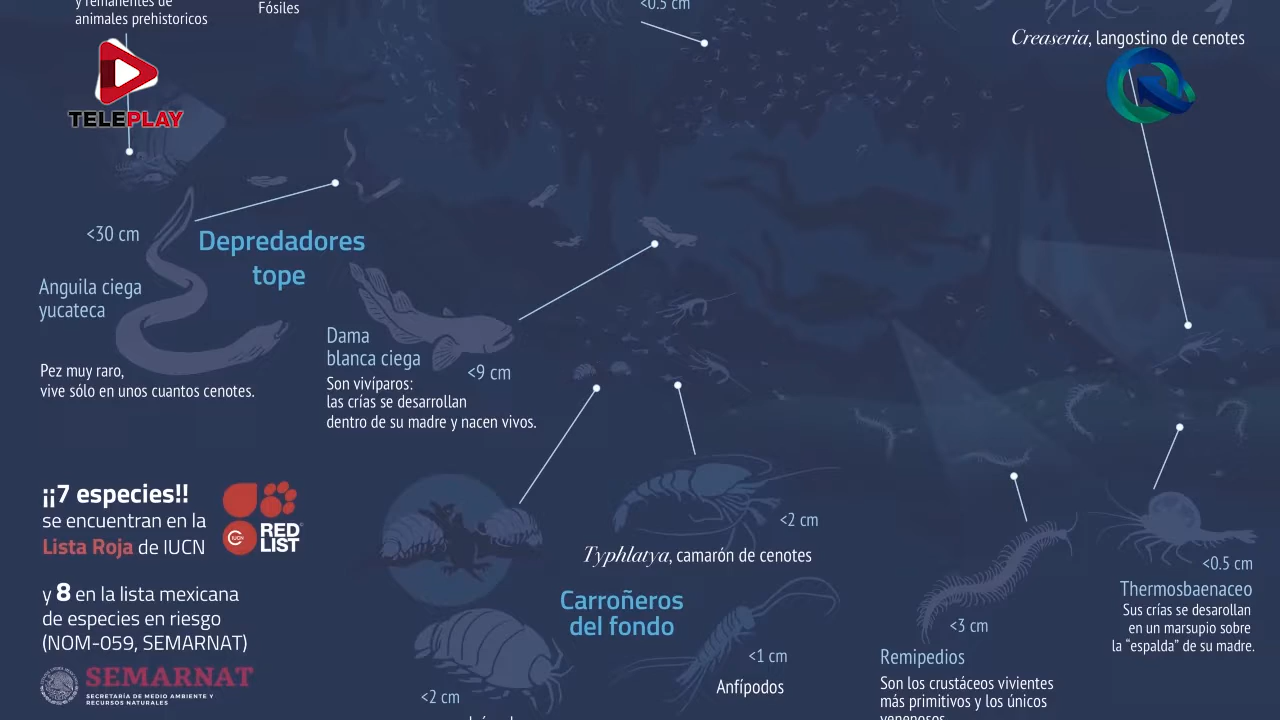 y remanentes de
animales prehistoricos
Fósiles
<0.5 cm
Creaseria, langostino de cenotes
TELEPLAY
<30 cm
Depredadores
tope
Anguila ciega
yucateca
Pez muy raro,
vive sólo en unos cuantos cenotes.
Dama
blanca ciega
<9 cm
Son vivíparos:
las crías se desarrollan
dentro de su madre y nacen vivos.
¡¡7 especies!!
se encuentran en la
Lista Roja de IUCN
IUCN
RED
LIST
y 8 en la lista mexicana
de especies en riesgo
(NOM-059, SEMARNAT)
SEMARNAT
SECRETARÍA DE MEDIO AMBIENTE Y
RECURSOS NATURALES
<2 cm
Typhlatya, camarón de cenotes
Carroñeros
del fondo
<2 cm
<1 cm
Anfípodos
<3 cm
Remipedios
Son los crustáceos vivientes
más primitivos y los únicos
venenosos
<0.5 cm
Thermosbaenaceo
Sus crías se desarollan
en un marsupio sobre
la “espalda” de su madre.